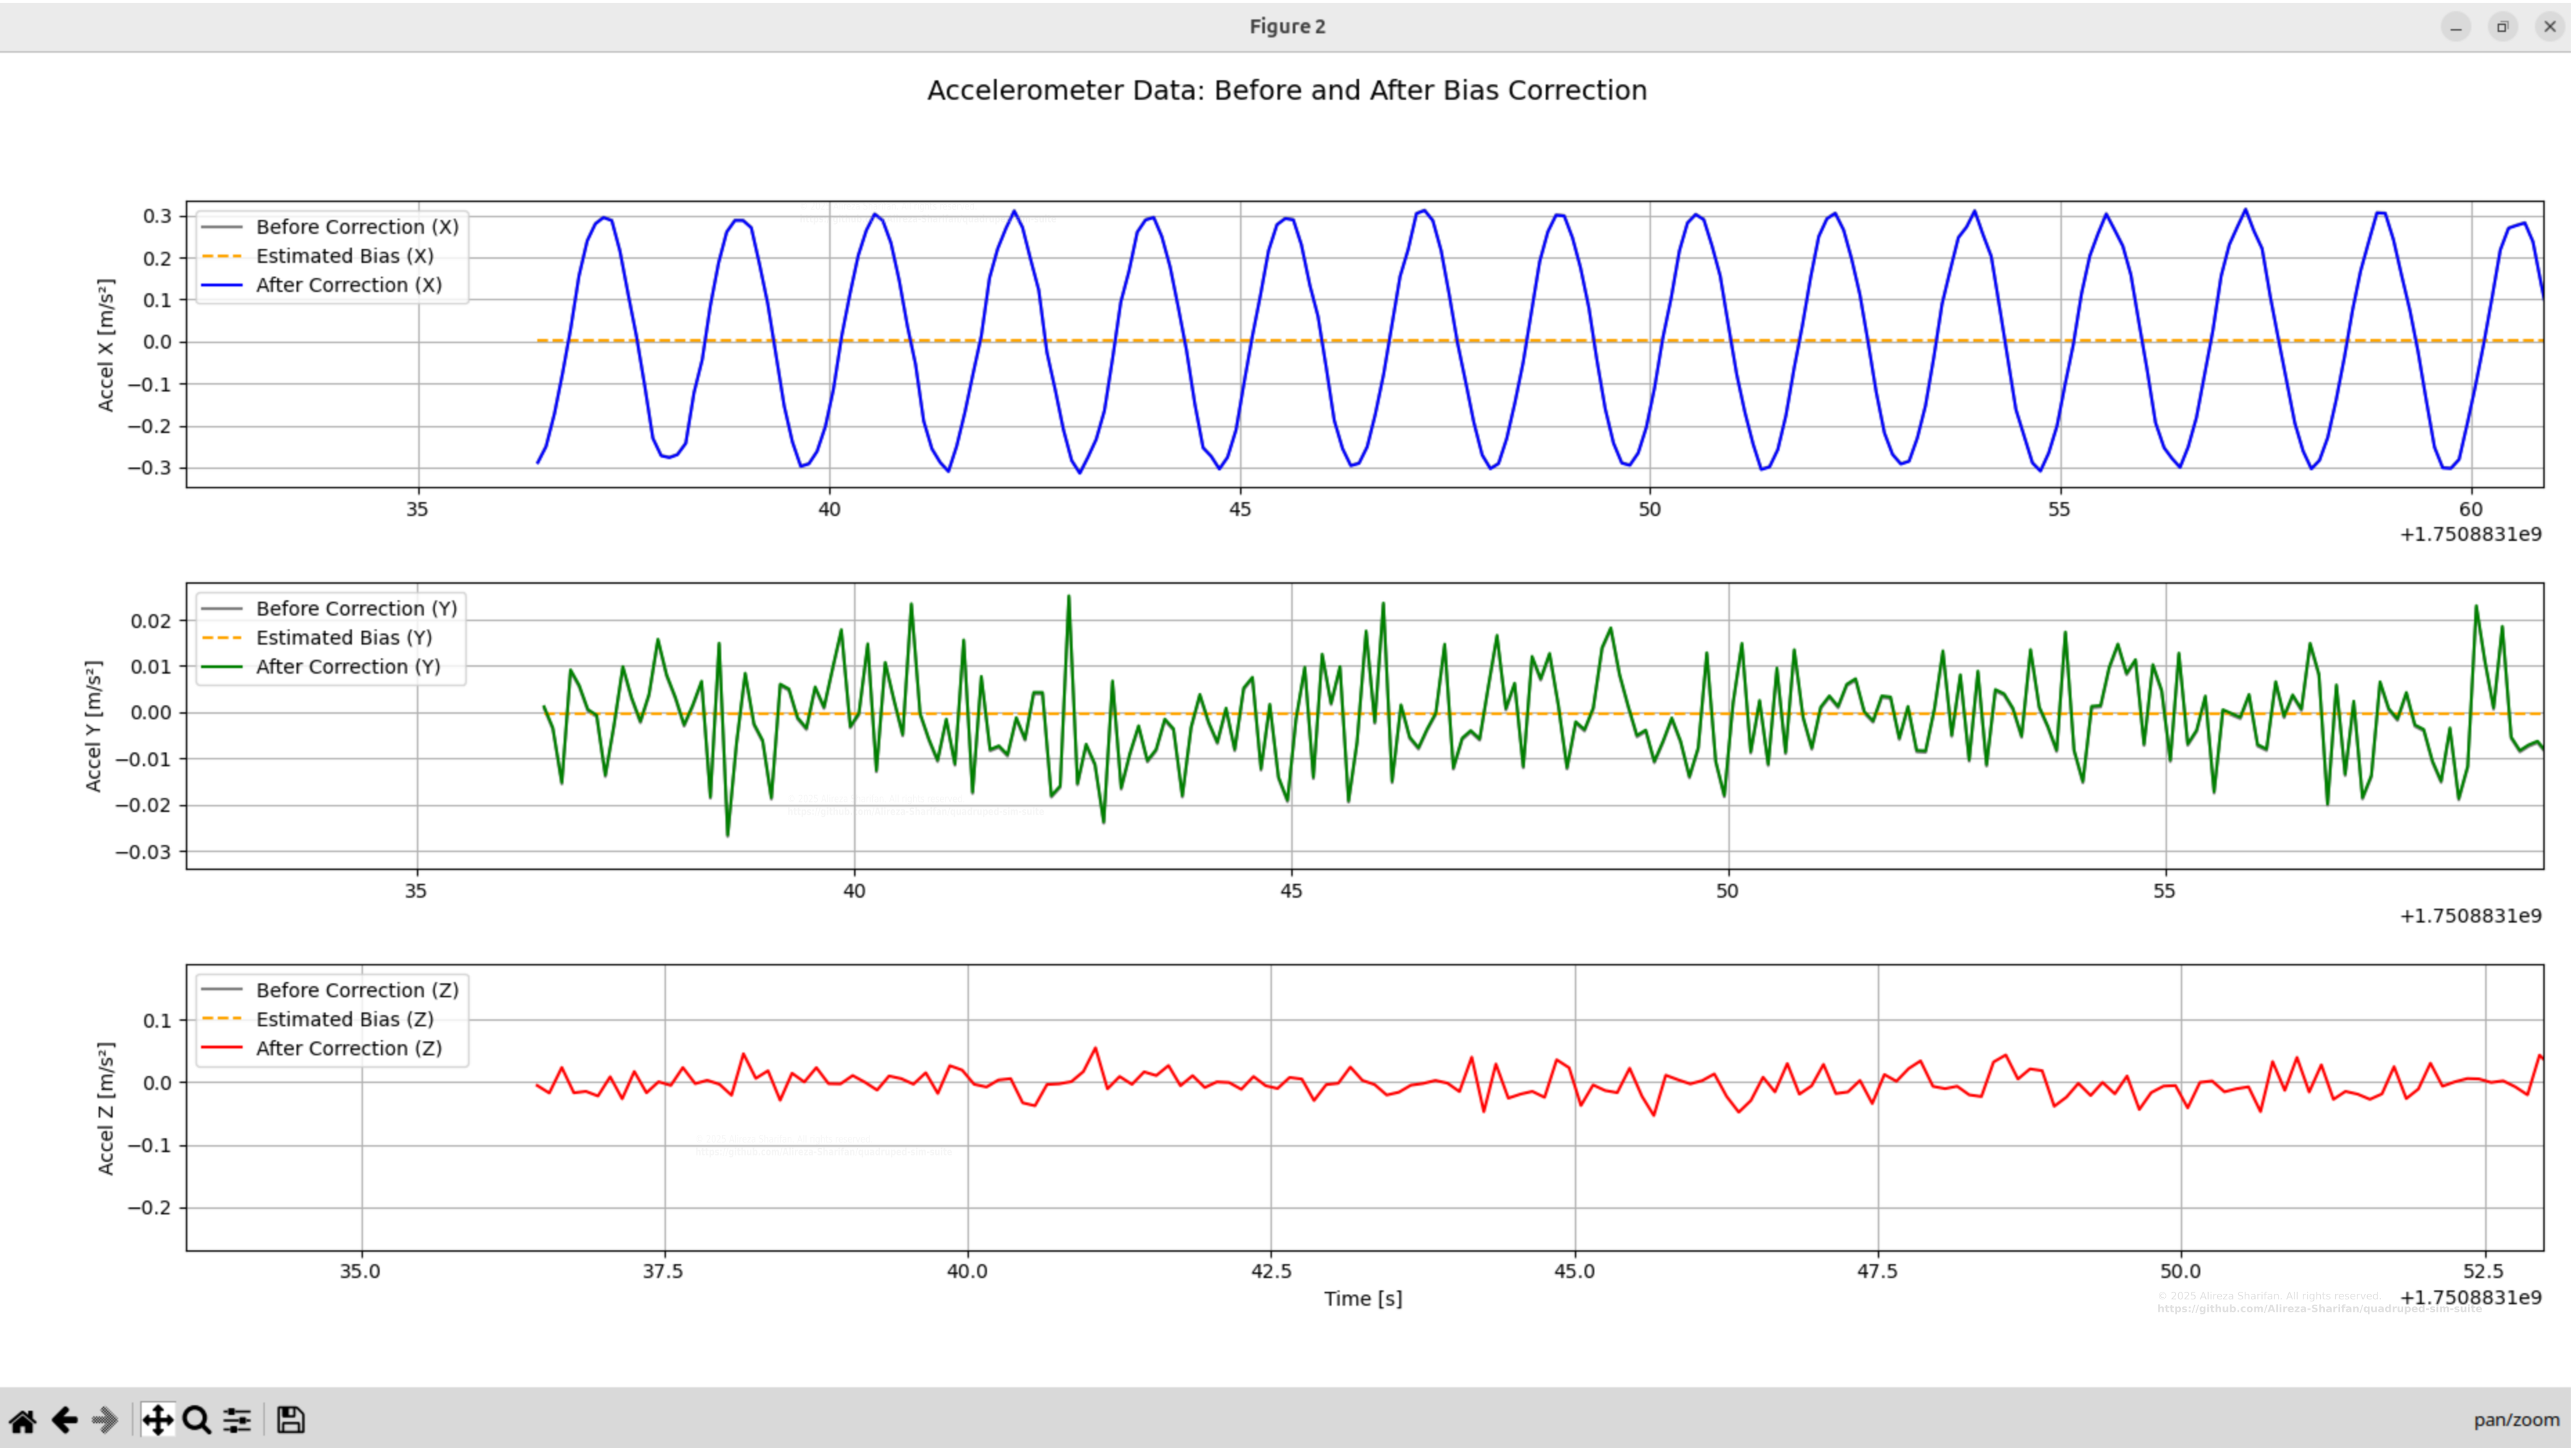 Figure 2
Accelerometer Data: Before and After Bias Correction
Before Correction (X)
Estimated Bias (X)
After Correction (X)
Accel X [m/s²]
0.3
0.2
0.1
0.0
−0.1
−0.2
−0.3
35 40 45 50 55 60
+1.7508831e9
Before Correction (Y)
Estimated Bias (Y)
After Correction (Y)
Accel Y [m/s²]
0.02
0.01
0.00
−0.01
−0.02
−0.03
35 40 45 50 55
+1.7508831e9
Before Correction (Z)
Estimated Bias (Z)
After Correction (Z)
Accel Z [m/s²]
0.1
0.0
−0.1
−0.2
35.0 37.5 40.0 42.5 45.0 47.5 50.0 52.5
Time [s]
+1.7508831e9
© 2025 Alireza Sharifan. All rights reserved.
https://github.com/Alireza-Sharifan/quadruped-sim-suite
pan/zoom